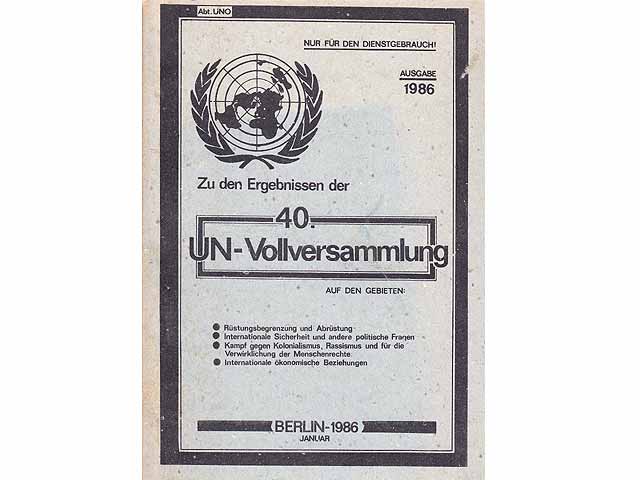 Abt. UNO
NUR FÜR DEN DIENSTGEBRAUCH!
AUSGABE
1986
Zu den Ergebnissen der
40.
UN-Vollversammlung
AUF DEN GEBIETEN:
● Rüstungsbegrenzung und Abrüstung
● Internationale Sicherheit und andere politische Fragen
● Kampf gegen Kolonialismus, Rassismus und für die
Verwirklichung der Menschenrechte
● Internationale ökonomische Beziehungen
BERLIN-1986
JANUAR